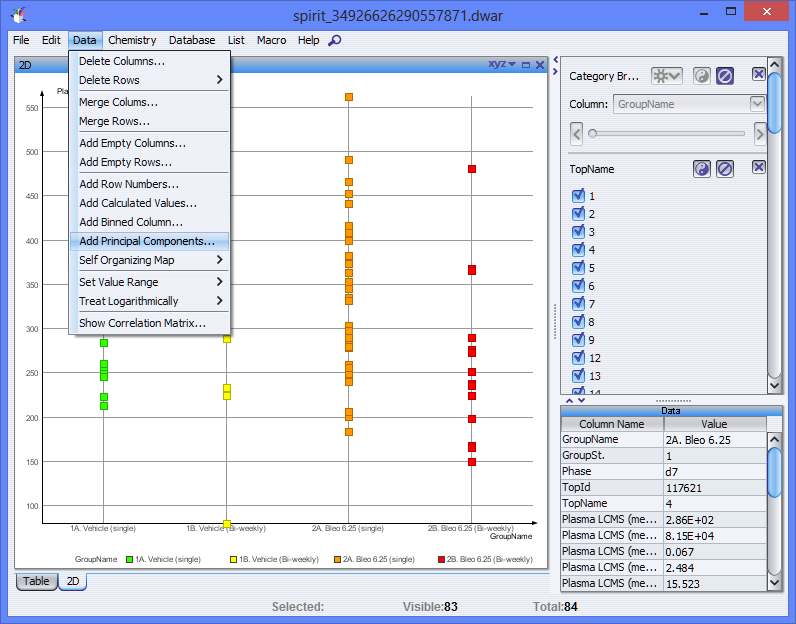 spirit_34926626290557871.dwar
File Edit Data Chemistry Database List Macro Help
2D
xyz
Delete Columns...
Delete Rows
Merge Colums...
Merge Rows...
Add Empty Columns...
Add Empty Rows...
Add Row Numbers...
Add Calculated Values...
Add Binned Column...
Add Principal Components...
Self Organizing Map
Set Value Range
Treat Logarithmically
Show Correlation Matrix...
Pla
550
500
450
400
350
300
250
200
150
100
1A. Vehicle (single) 1B. Vehicle (Bi-weekly) 2A. Bleo 6.25 (single) 2B. Bleo 6.25 (Bi-weekly)
GroupName
GroupName 1A. Vehicle (single) 1B. Vehicle (Bi-weekly) 2A. Bleo 6.25 (single) 2B. Bleo 6.25 (Bi-weekly)
Table 2D
Category Br...
Column: GroupName
TopName
1
2
3
4
5
6
7
8
9
12
13
14
Data
Column Name Value
GroupName 2A. Bleo 6.25
GroupSt. 1
Phase d7
TopId 117621
TopName 4
Plasma LCMS (me... 2.86E+02
Plasma LCMS (me... 8.15E+04
Plasma LCMS (me... 0.067
Plasma LCMS (me... 2.484
Plasma LCMS (me... 15.523
Selected: Visible:83 Total:84